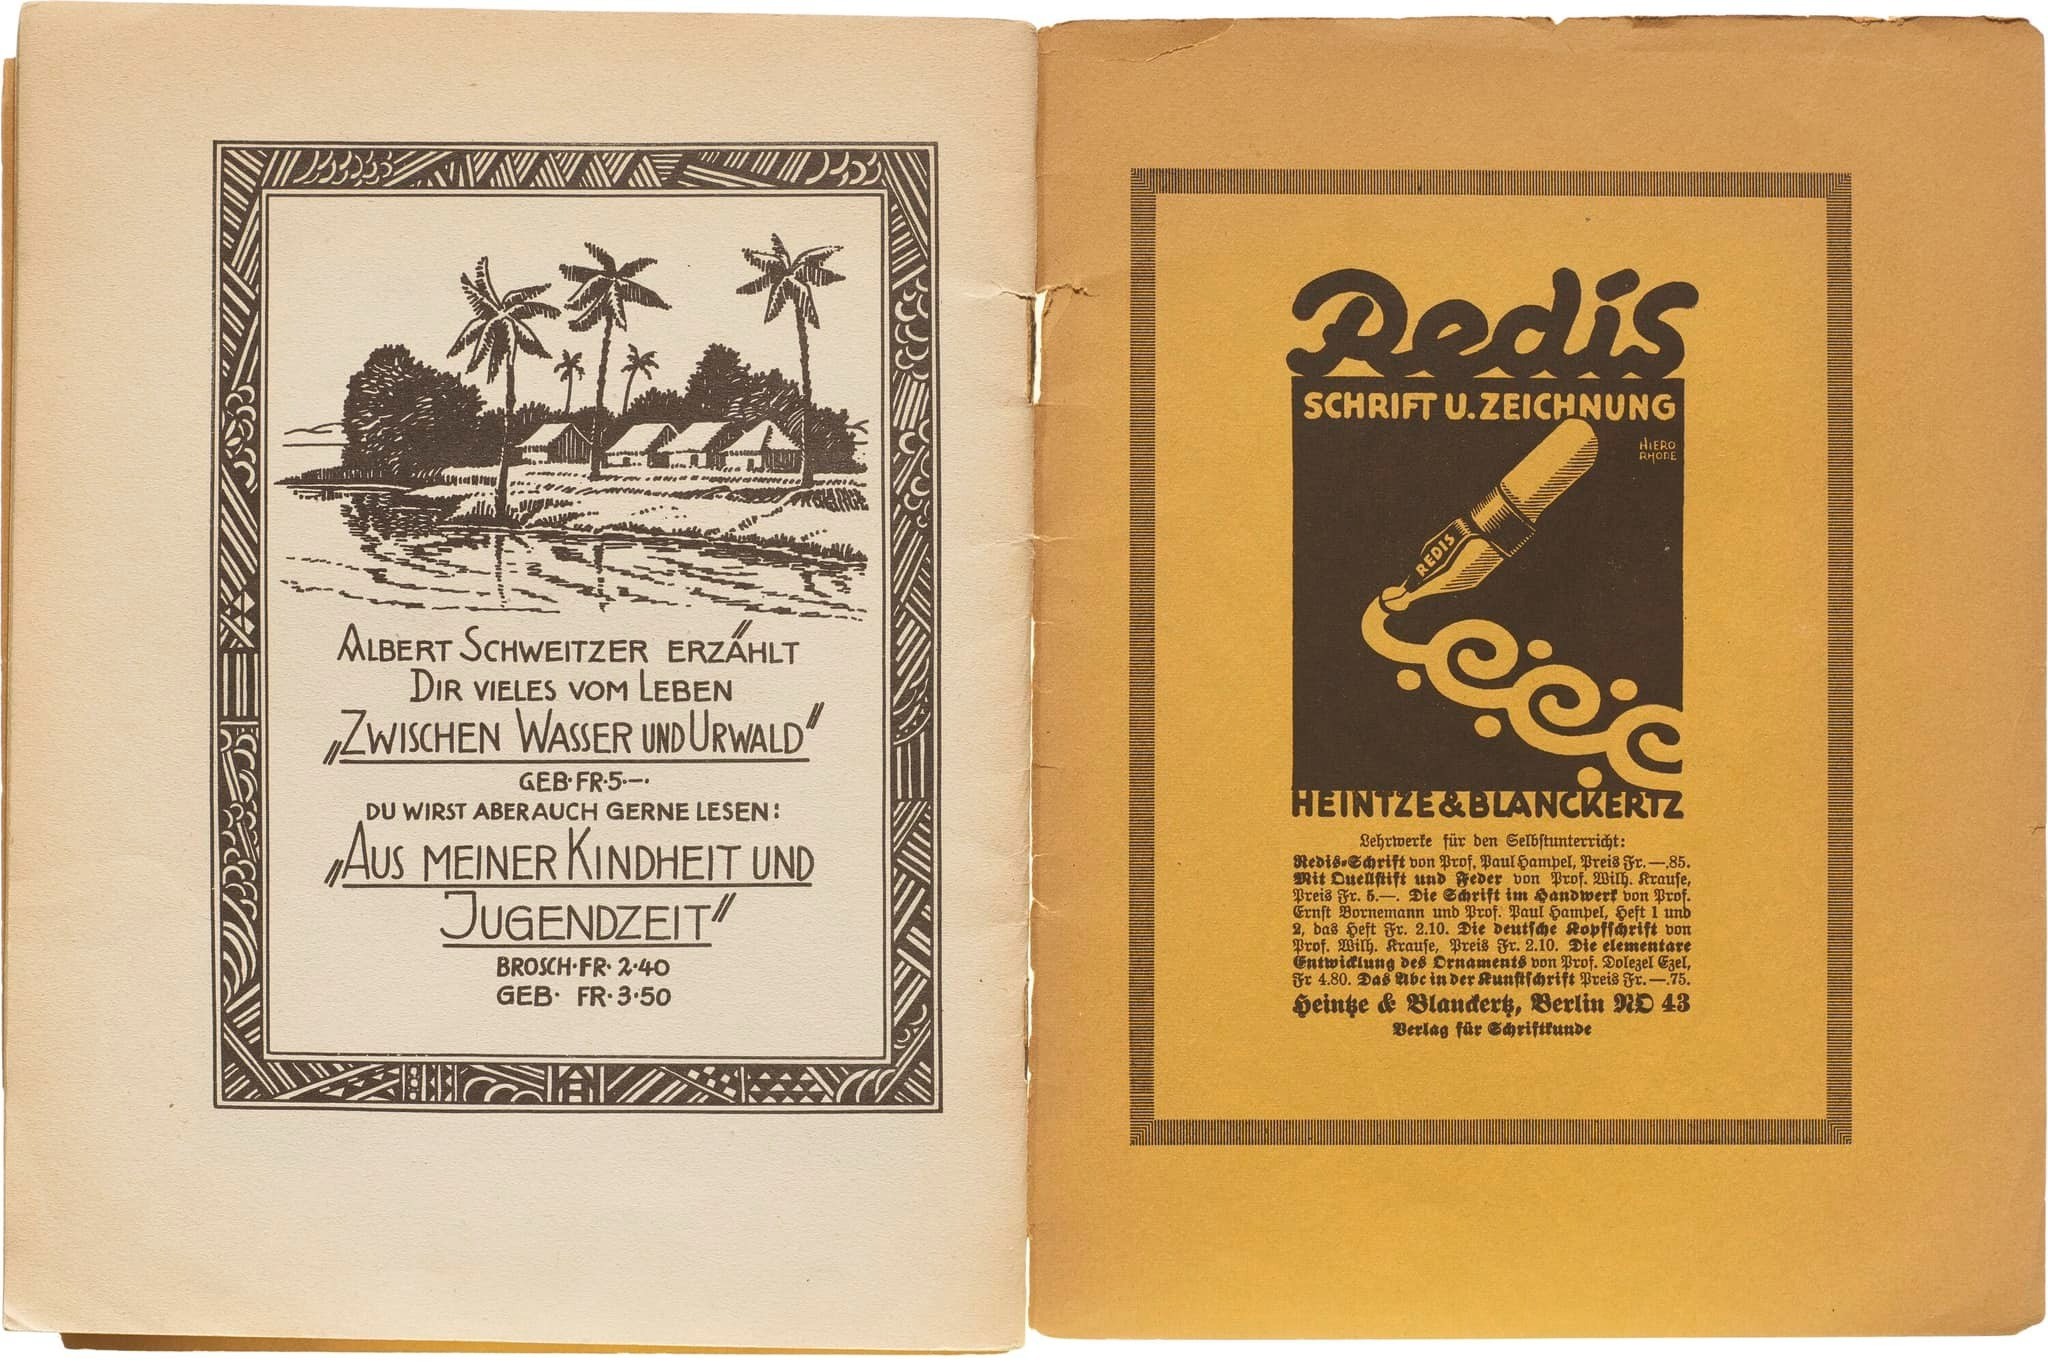 ALBERT SCHWEITZER ERZÄHLT
DIR VIELES VOM LEBEN
„ZWISCHEN WASSER UND URWALD"
GEB·FR·5·—·
DU WIRST ABER AUCH GERNE LESEN:
„AUS MEINER KINDHEIT UND
JUGENDZEIT"
BROSCH·FR· 2·40
GEB· FR·3·50
Redis
SCHRIFT U. ZEICHNUNG
HIERO
RHODE
REDIS
HEINTZE & BLANCKERTZ
Lehrwerke für den Selbstunterricht:
Redis-Schrift von Prof. Paul Hampel, Preis Fr. —.85.
Mit Quellstift und Feder von Prof. Wilh. Krause,
Preis Fr. 5.—. Die Schrift im Handwerk von Prof.
Ernst Bornemann und Prof. Paul Hampel, Heft 1 und
2, das Heft Fr. 2.10. Die deutsche Kopfschrift von
Prof. Wilh. Krause, Preis Fr. 2.10. Die elementare
Entwicklung des Ornaments von Prof. Dolezel Ezel,
Fr 4.80. Das Abc in der Kunstschrift Preis Fr. —.75.
Heintze & Blanckertz, Berlin NO 43
Verlag für Schriftkunde